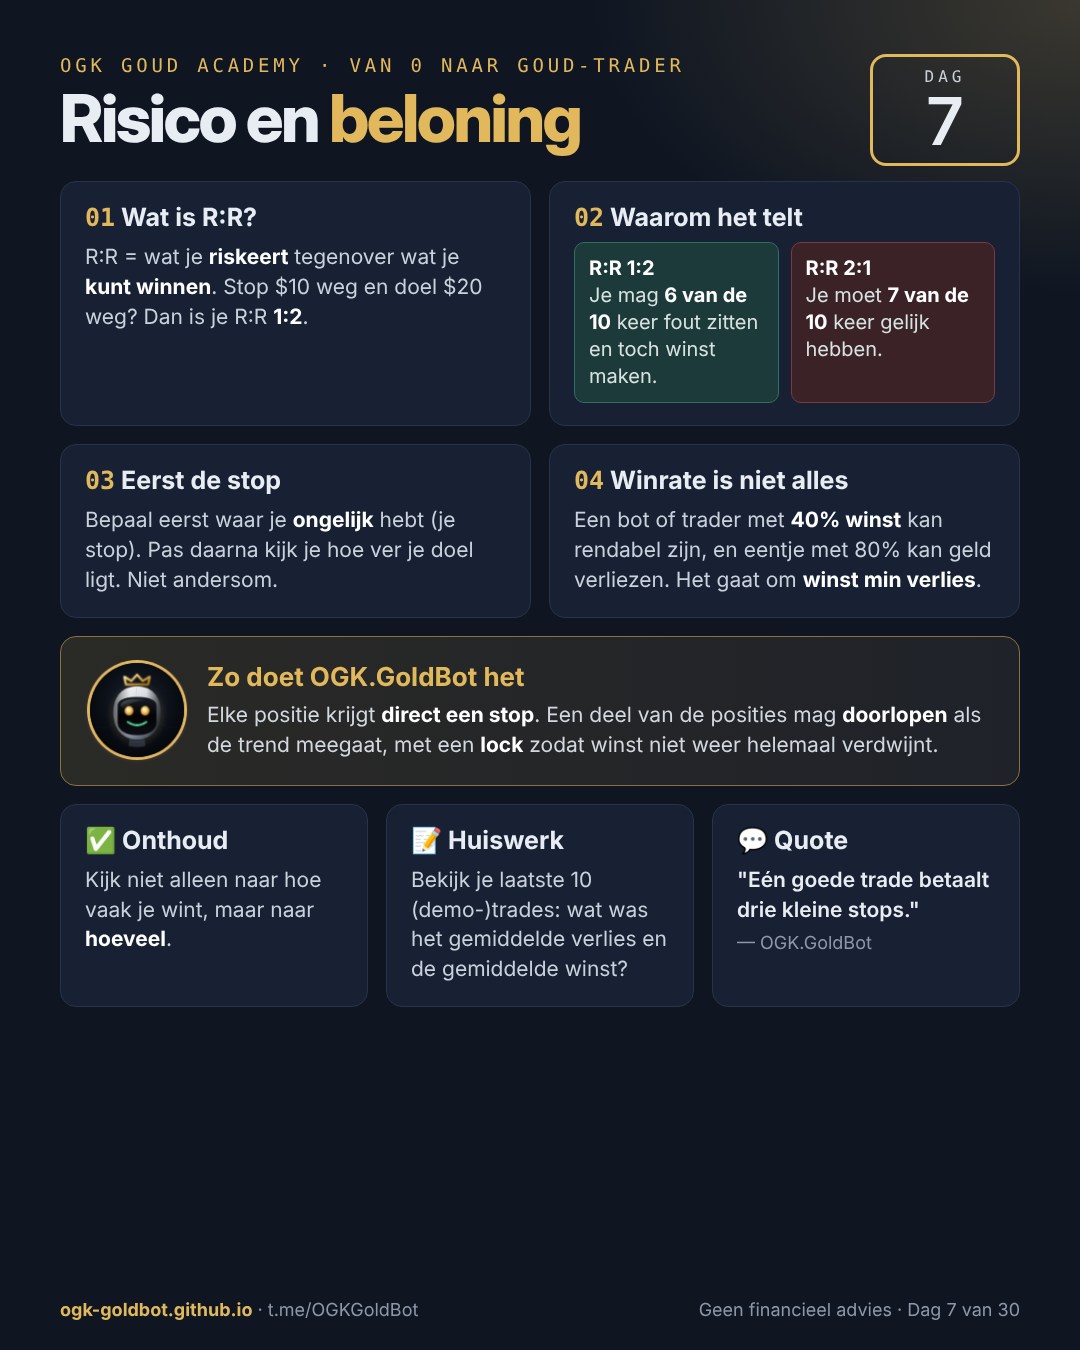 OGK GOUD ACADEMY · VAN 0 NAAR GOUD-TRADER
Risico en beloning
DAG
7
01 Wat is R:R?
R:R = wat je riskeert tegenover wat je
kunt winnen. Stop $10 weg en doel $20
weg? Dan is je R:R 1:2.
02 Waarom het telt
R:R 1:2
Je mag 6 van de
10 keer fout zitten
en toch winst
maken.
R:R 2:1
Je moet 7 van de
10 keer gelijk
hebben.
03 Eerst de stop
Bepaal eerst waar je ongelijk hebt (je
stop). Pas daarna kijk je hoe ver je doel
ligt. Niet andersom.
04 Winrate is niet alles
Een bot of trader met 40% winst kan
rendabel zijn, en eentje met 80% kan geld
verliezen. Het gaat om winst min verlies.
Zo doet OGK.GoldBot het
Elke positie krijgt direct een stop. Een deel van de posities mag doorlopen als
de trend meegaat, met een lock zodat winst niet weer helemaal verdwijnt.
✅ Onthoud
Kijk niet alleen naar hoe
vaak je wint, maar naar
hoeveel.
📝 Huiswerk
Bekijk je laatste 10
(demo-)trades: wat was
het gemiddelde verlies en
de gemiddelde winst?
💬 Quote
"Eén goede trade betaalt
drie kleine stops."
— OGK.GoldBot
ogk-goldbot.github.io · t.me/OGKGoldBot
Geen financieel advies · Dag 7 van 30